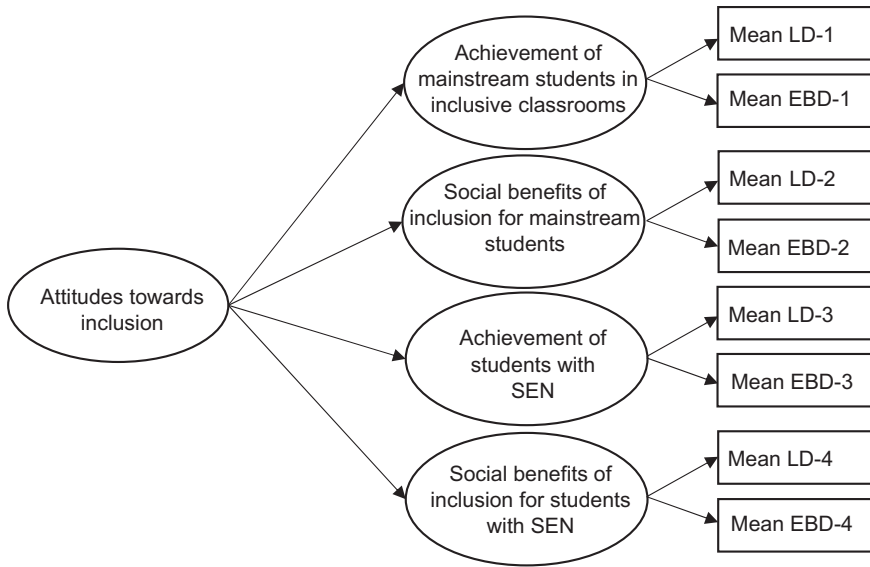 Attitudes towards
inclusion
Achievement of
mainstream students in
inclusive classrooms
Mean LD-1
Mean EBD-1
Social benefits of
inclusion for mainstream
students
Mean LD-2
Mean EBD-2
Achievement of
students with
SEN
Mean LD-3
Mean EBD-3
Social benefits of
inclusion for students
with SEN
Mean LD-4
Mean EBD-4